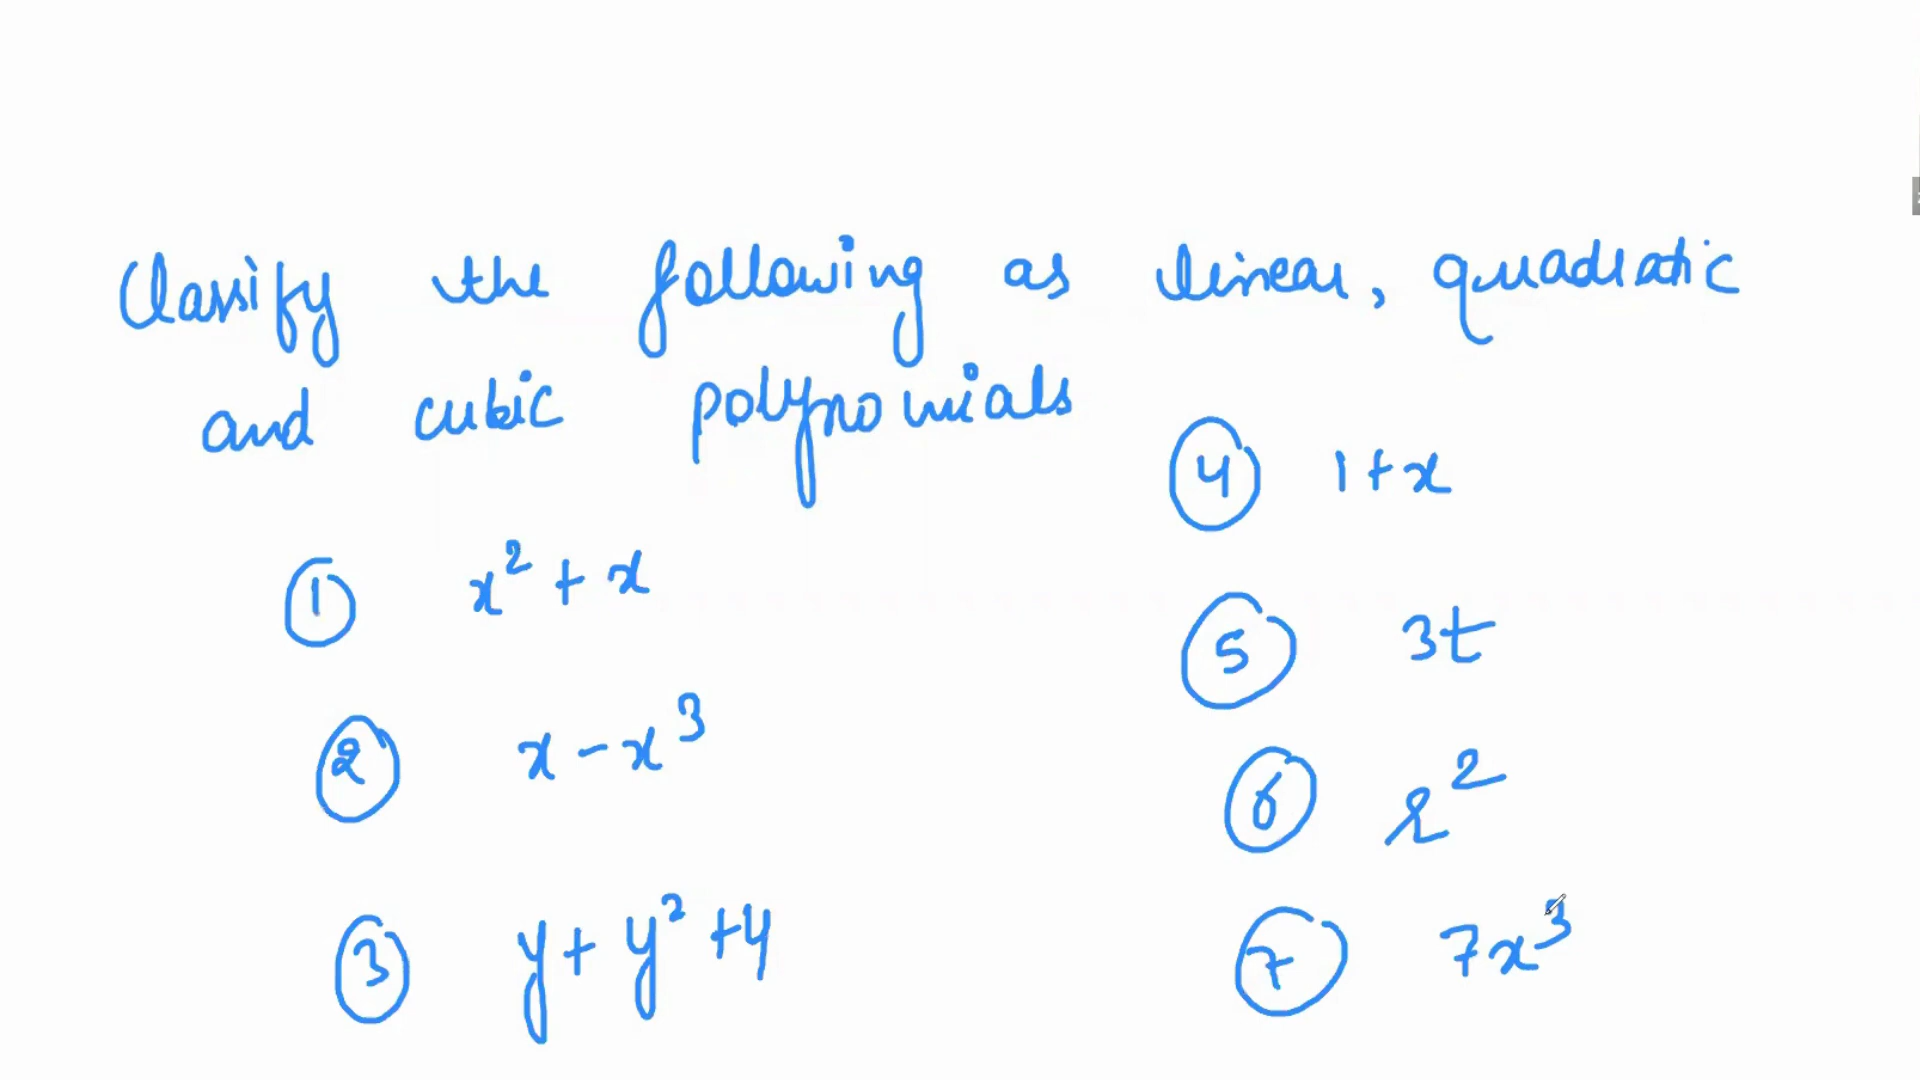 Classify the following as linear, quadratic
and cubic polynomials
① x² + x
② x - x³
③ y + y² + 4
④ 1 + x
⑤ 3t
⑥ r²
⑦ 7x³